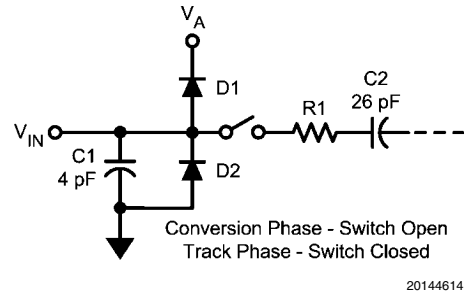 VA
D1
C2
26 pF
R1
VIN
C1
4 pF
D2
Conversion Phase - Switch Open
Track Phase - Switch Closed
20144614